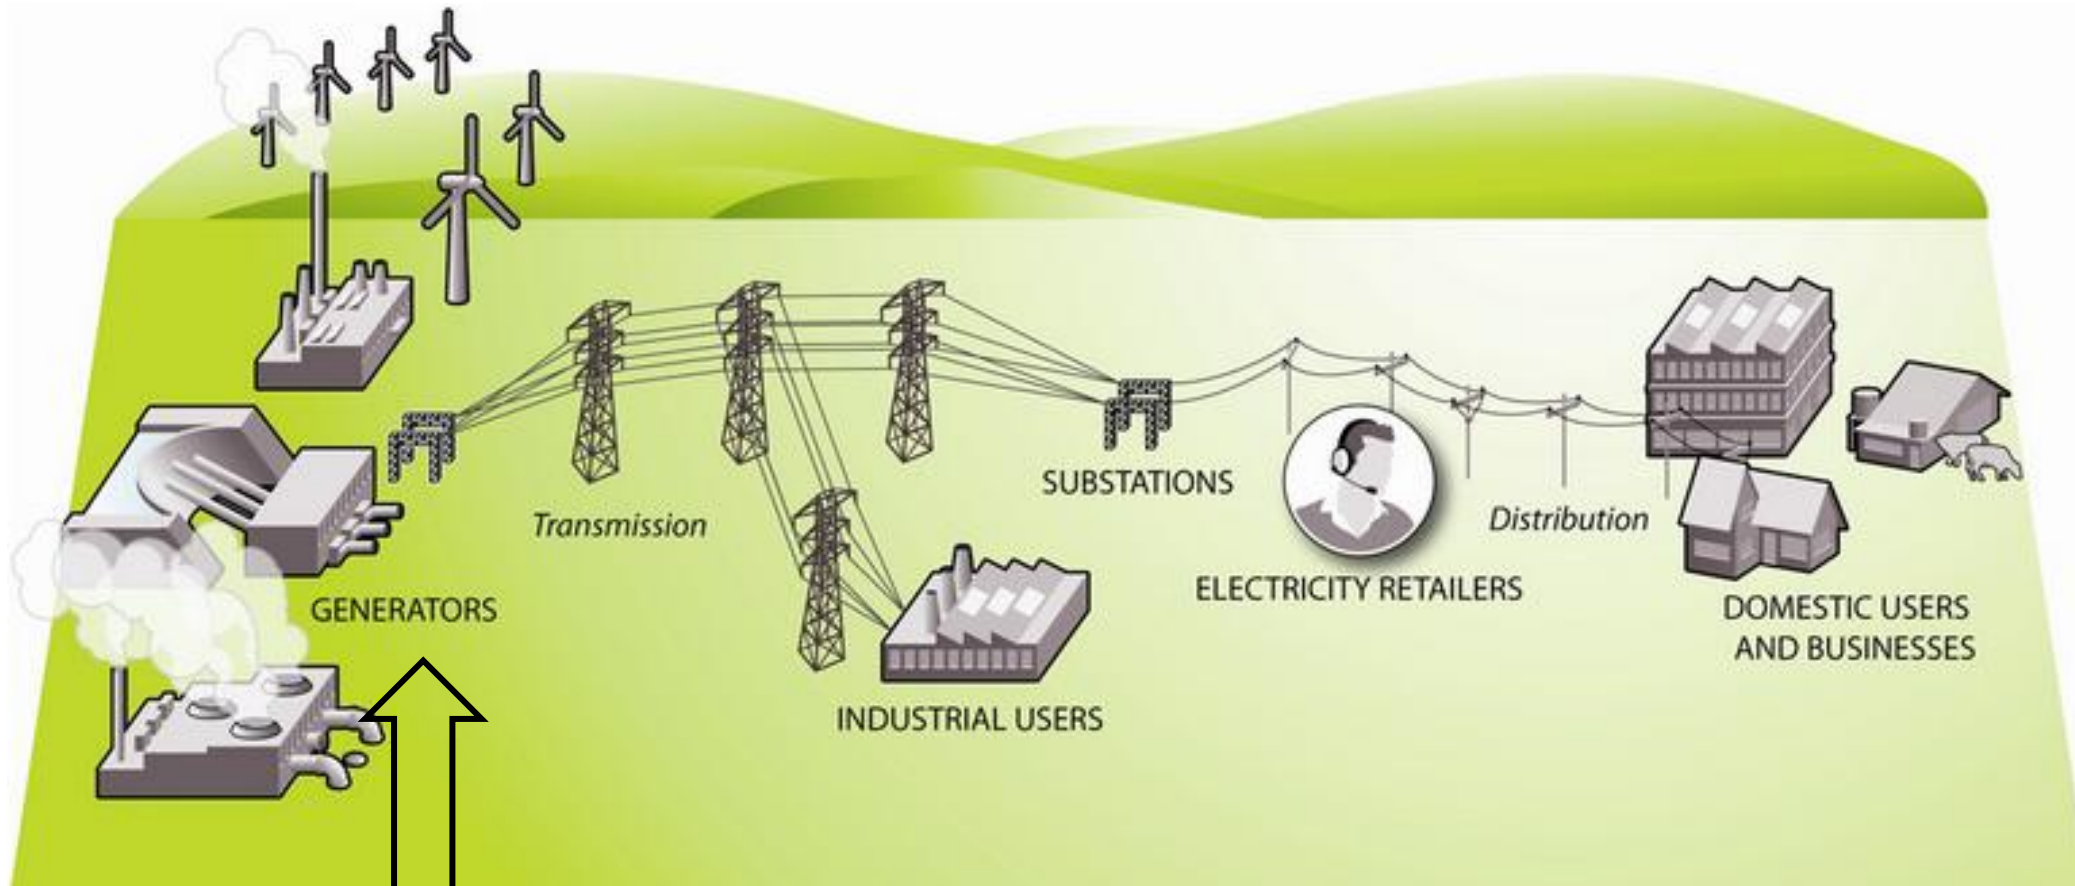 SUBSTATIONS
Transmission
Distribution
ELECTRICITY RETAILERS
GENERATORS
DOMESTIC USERS
AND BUSINESSES
INDUSTRIAL USERS